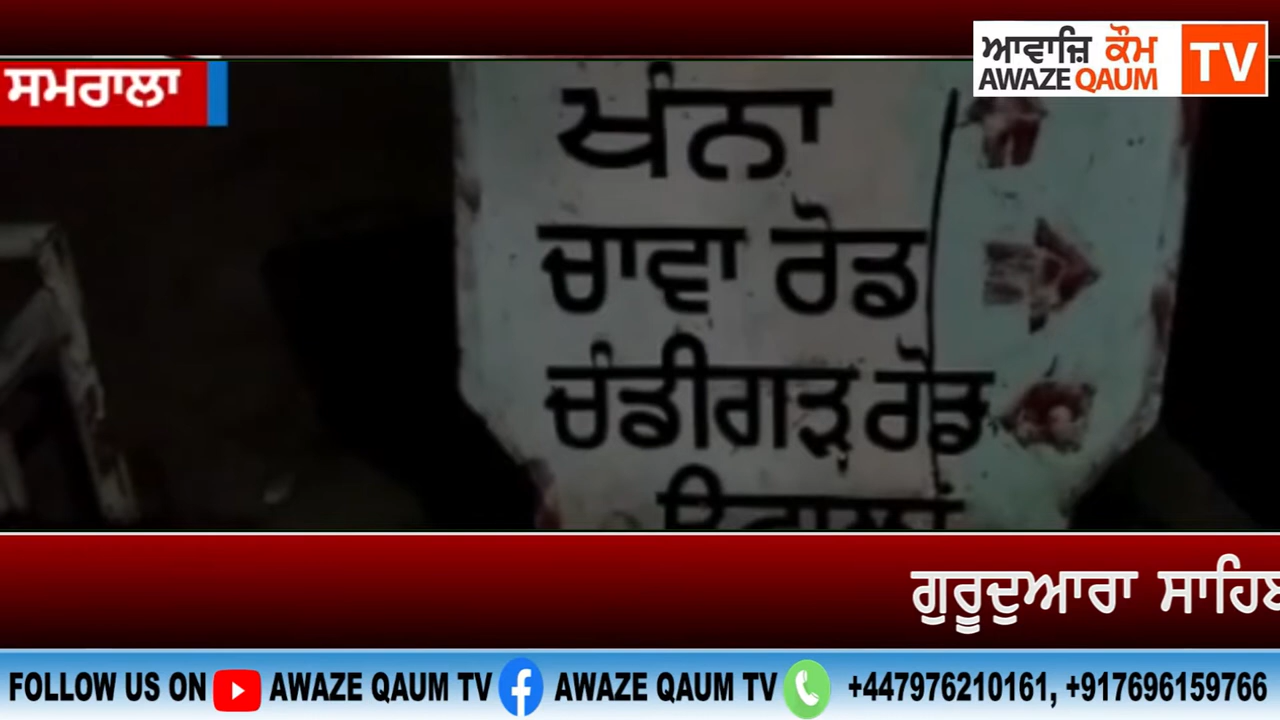 ਆਵਾਜ਼ਿ ਕੌਮ
AWAZE QAUM
TV
ਸਮਰਾਲਾ
ਖੰਨਾ
ਚਾਵਾ ਰੋਡ
ਚੰਡੀਗੜ੍ਹ ਰੋਡ
ਗੁਰੂਦੁਆਰਾ ਸਾਹਿਬ
FOLLOW US ON AWAZE QAUM TV AWAZE QAUM TV +447976210161, +917696159766